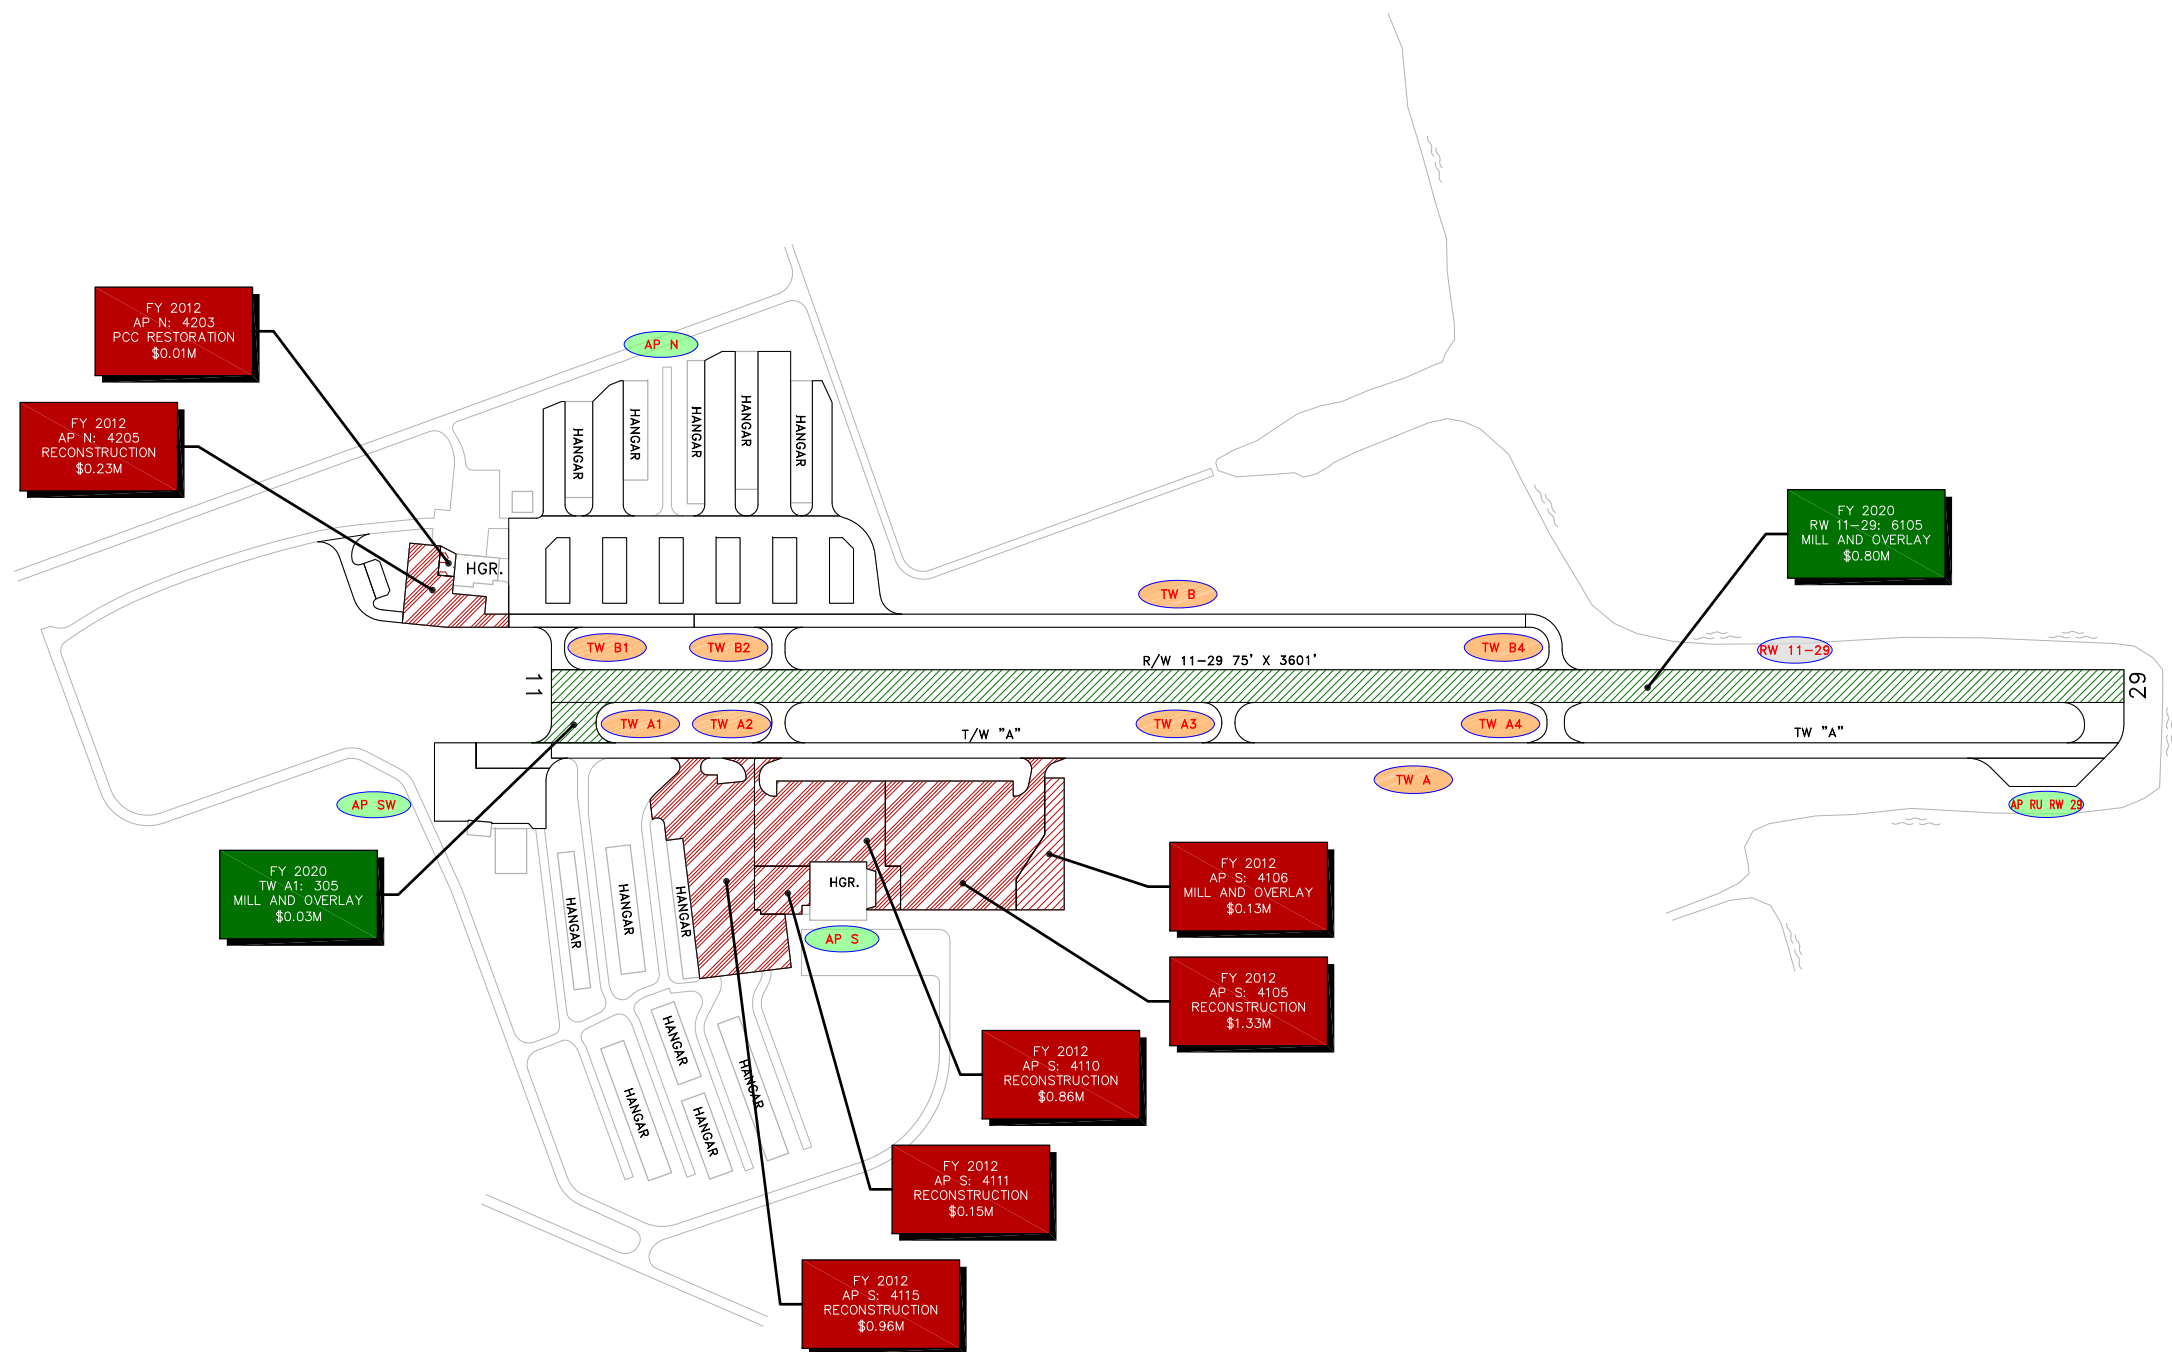 FY 2012
AP N: 4203
PCC RESTORATION
$0.01M
AP N
FY 2012
AP N: 4205
RECONSTRUCTION
$0.23M
HANGAR
HANGAR
HANGAR
HANGAR
HANGAR
FY 2020
RW 11-29: 6105
MILL AND OVERLAY
$0.80M
HGR.
TW B
TW B1
TW B2
TW B4
RW 11-29
R/W 11-29 75' X 3601'
11
29
TW A1
TW A2
TW A3
TW A4
T/W "A"
TW "A"
TW A
AP SW
AP RU RW 29
FY 2020
TW A1: 305
MILL AND OVERLAY
$0.03M
HGR.
HANGAR
HANGAR
HANGAR
AP S
FY 2012
AP S: 4106
MILL AND OVERLAY
$0.13M
FY 2012
AP S: 4105
RECONSTRUCTION
$1.33M
HANGAR
HANGAR
HANGAR
HANGAR
FY 2012
AP S: 4110
RECONSTRUCTION
$0.86M
FY 2012
AP S: 4111
RECONSTRUCTION
$0.15M
FY 2012
AP S: 4115
RECONSTRUCTION
$0.96M